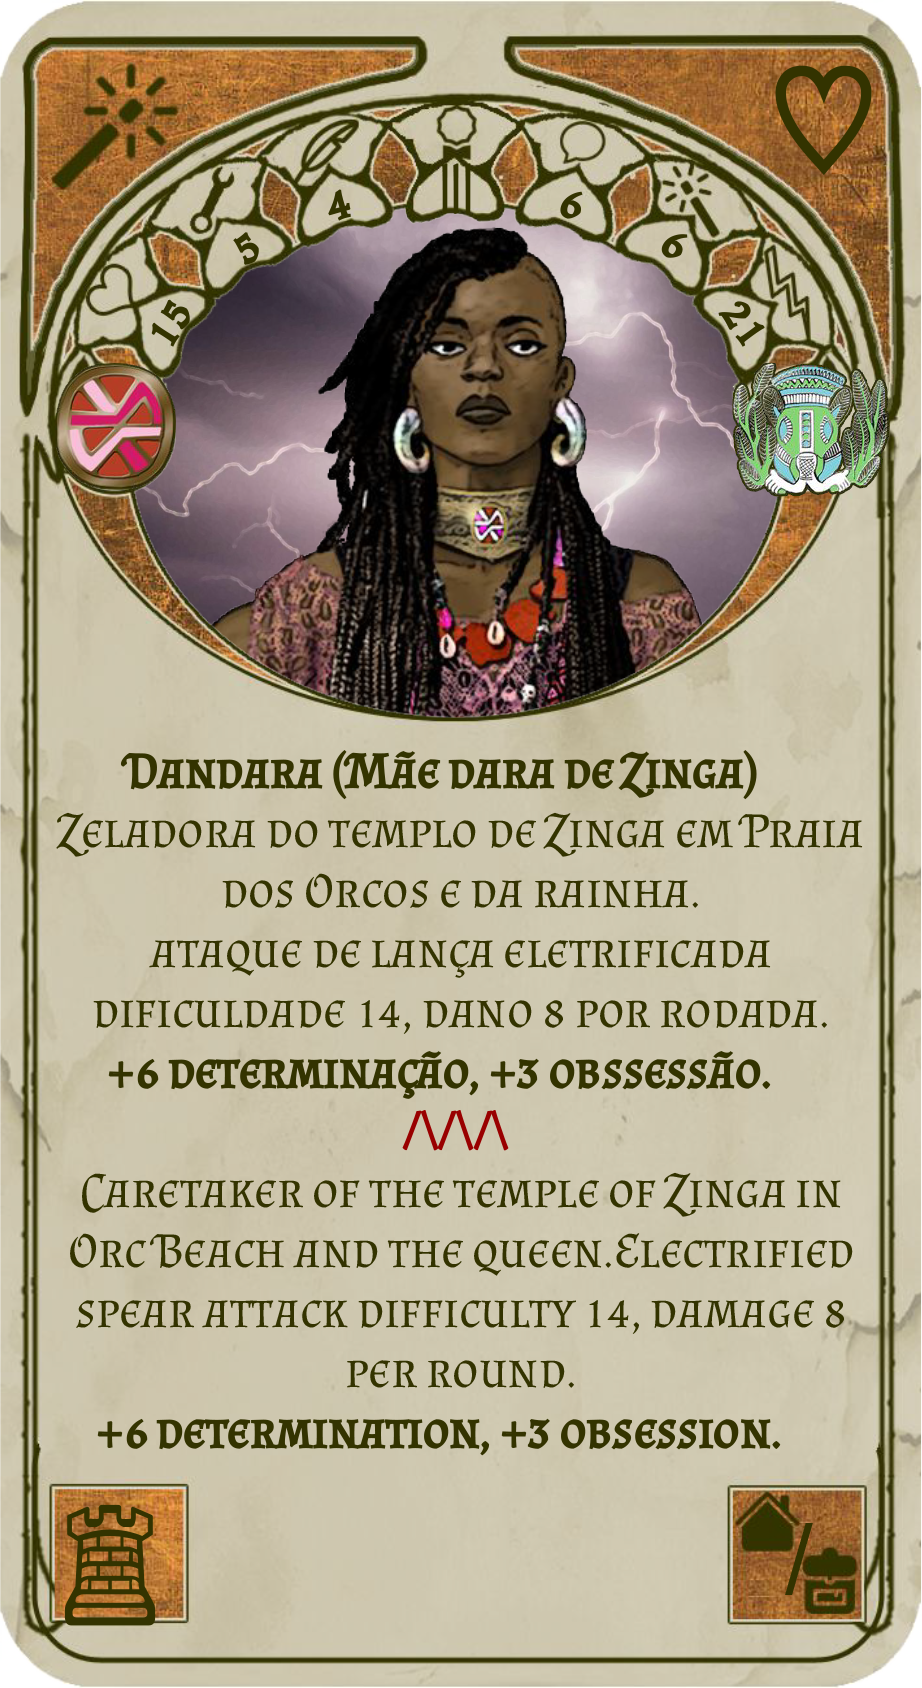 15
5
4
III
6
6
21
Dandara (Mãe dara de Zinga)
Zeladora do templo de Zinga em Praia
dos Orcos e da rainha.
ataque de lança eletrificada
dificuldade 14, dano 8 por rodada.
+6 determinação, +3 obssessão.
/\/\/\
Caretaker of the temple of Zinga in
Orc Beach and the queen.Electrified
spear attack difficulty 14, damage 8
per round.
+6 determination, +3 obsession.